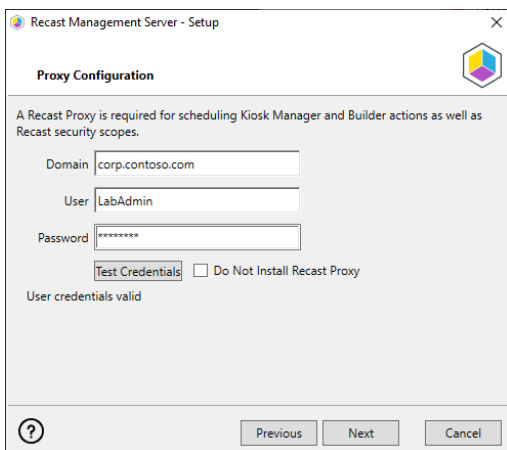 Recast Management Server - Setup
Proxy Configuration
A Recast Proxy is required for scheduling Kiosk Manager and Builder actions as well as
Recast security scopes.
Domain corp.contoso.com
User LabAdmin
Password ********
Test Credentials Do Not Install Recast Proxy
User credentials valid
? Previous Next Cancel